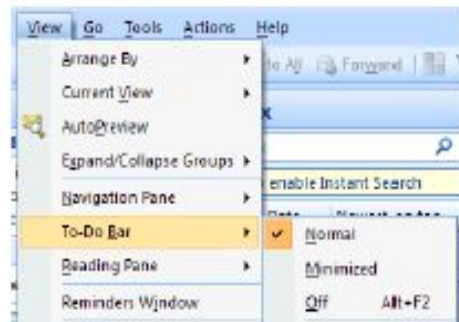 View Go Tools Actions Help
Arrange By
Current View
AutoPreview
Expand/Collapse Groups
Navigation Pane
To-Do Bar
Reading Pane
Reminders Window
Forward
enable Instant Search
Normal
Minimized
Off Alt+F2